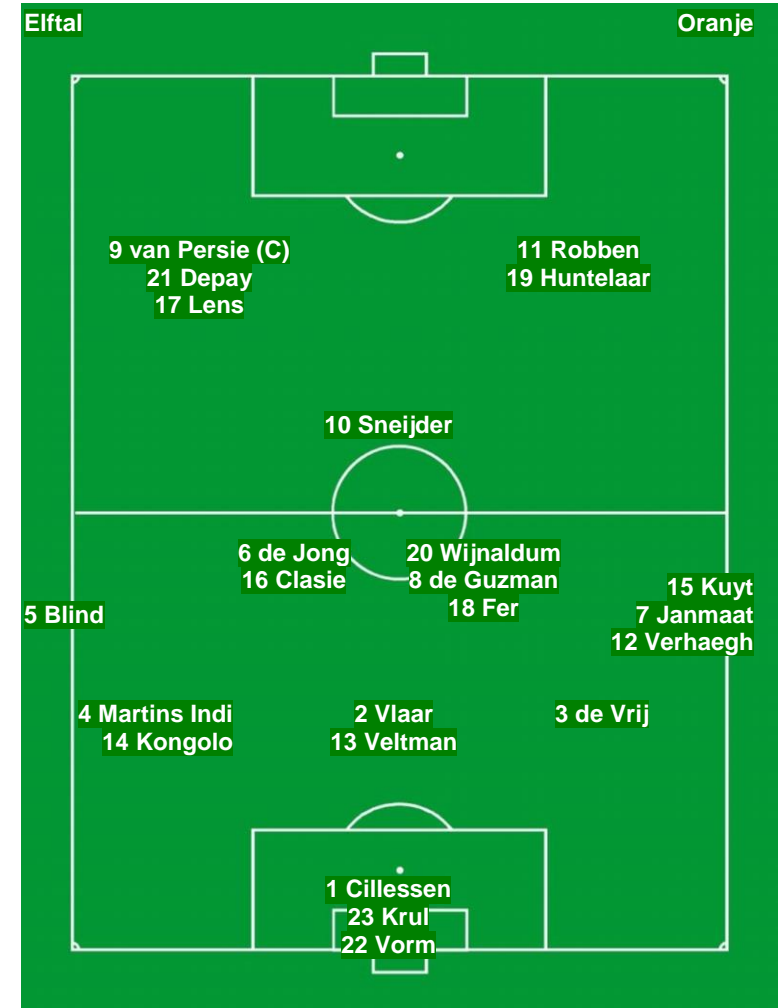 Elftal
Oranje
9 van Persie (C)
21 Depay
17 Lens
11 Robben
19 Huntelaar
10 Sneijder
6 de Jong
16 Clasie
20 Wijnaldum
8 de Guzman
18 Fer
5 Blind
15 Kuyt
7 Janmaat
12 Verhaegh
4 Martins Indi
14 Kongolo
2 Vlaar
13 Veltman
3 de Vrij
1 Cillessen
23 Krul
22 Vorm